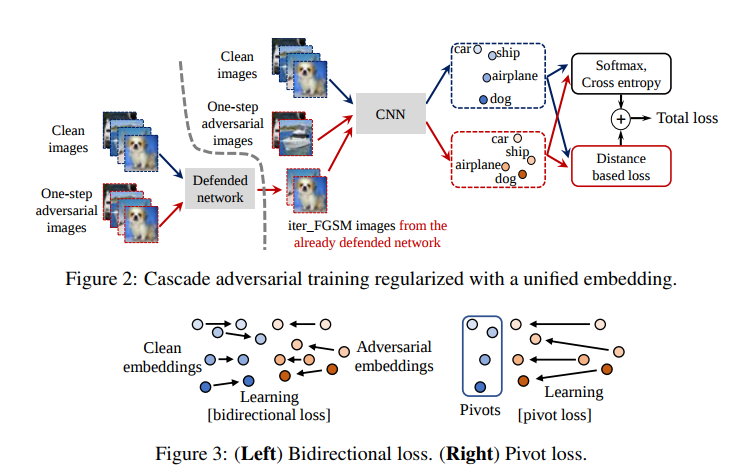 Clean
images
One-step
adversarial
images
Defended
network
Clean
images
One-step
adversarial
images
iter_FGSM images from the
already defended network
CNN
car
ship
airplane
dog
car
ship
airplane
dog
Softmax,
Cross entropy
+
Total loss
Distance
based loss
Figure 2: Cascade adversarial training regularized with a unified embedding.
Clean
embeddings
Adversarial
embeddings
Learning
[bidirectional loss]
Pivots
Learning
[pivot loss]
Figure 3: (Left) Bidirectional loss. (Right) Pivot loss.